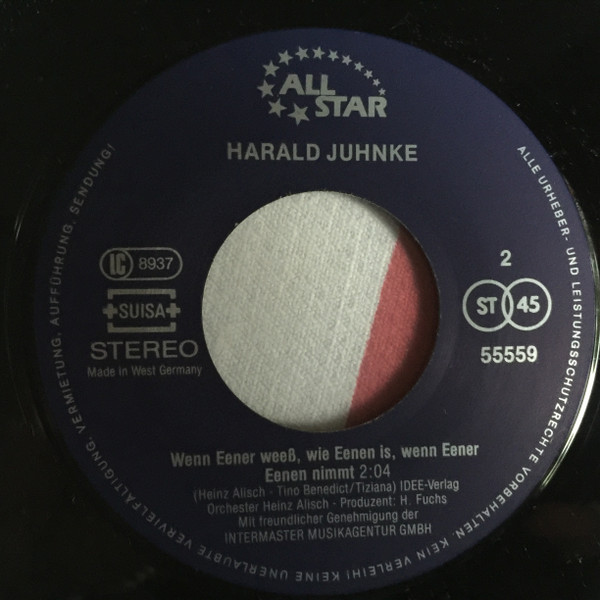 ALL
STAR
HARALD JUHNKE
LC 8937
SUISA
STEREO
Made in West Germany
2
ST 45
55559
Wenn Eener weeß, wie Eenen is, wenn Eener
Eenen nimmt 2:04
(Heinz Alisch - Tino Benedict/Tiziana) IDEE-Verlag
Orchester Heinz Alisch - Produzent: H. Fuchs
Mit freundlicher Genehmigung der
INTERMASTER MUSIKAGENTUR GMBH
ALLE URHEBER- UND LEISTUNGSSCHUTZRECHTE VORBEHALTEN. KEIN VERLEIH! KEINE UNERLAUBTE VERVIELFÄLTIGUNG, VERMIETUNG, AUFFÜHRUNG, SENDUNG!